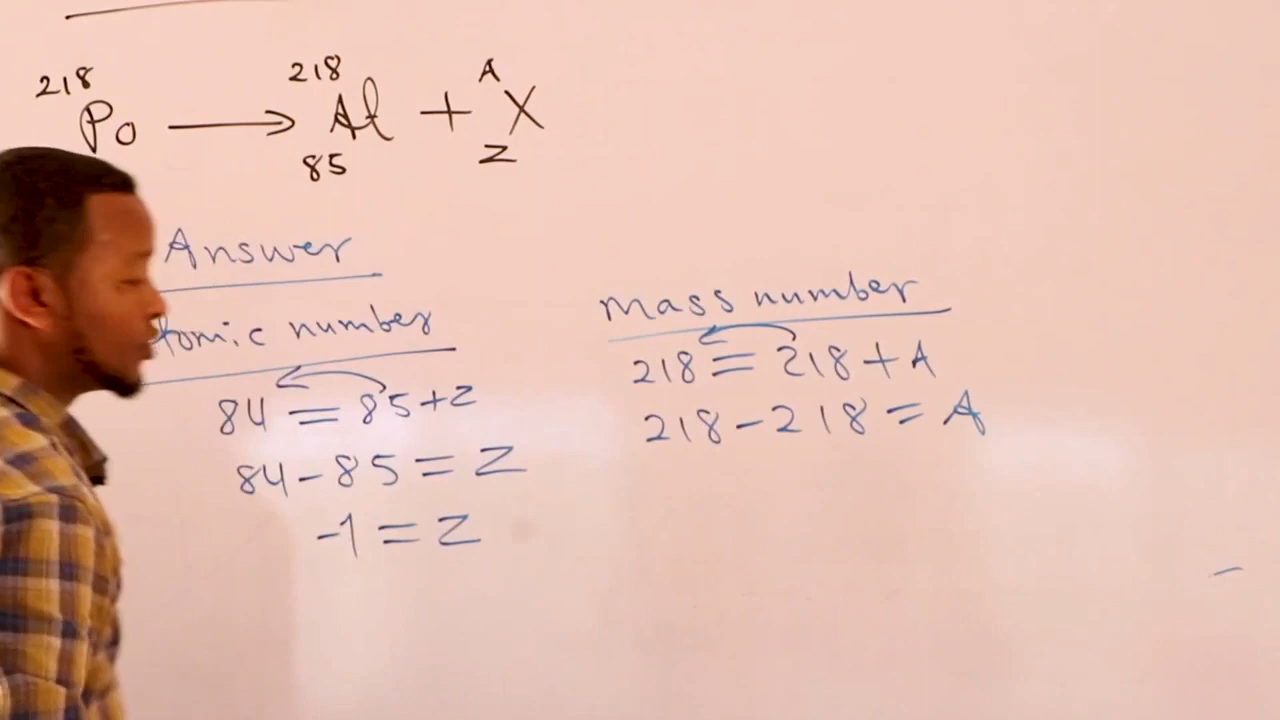 218 Po ⟶ 218 85 Al + A Z X
Answer
tomic number
84 = 85+Z
84-85 = Z
-1 = Z
Mass number
218 = 218+A
218-218 = A